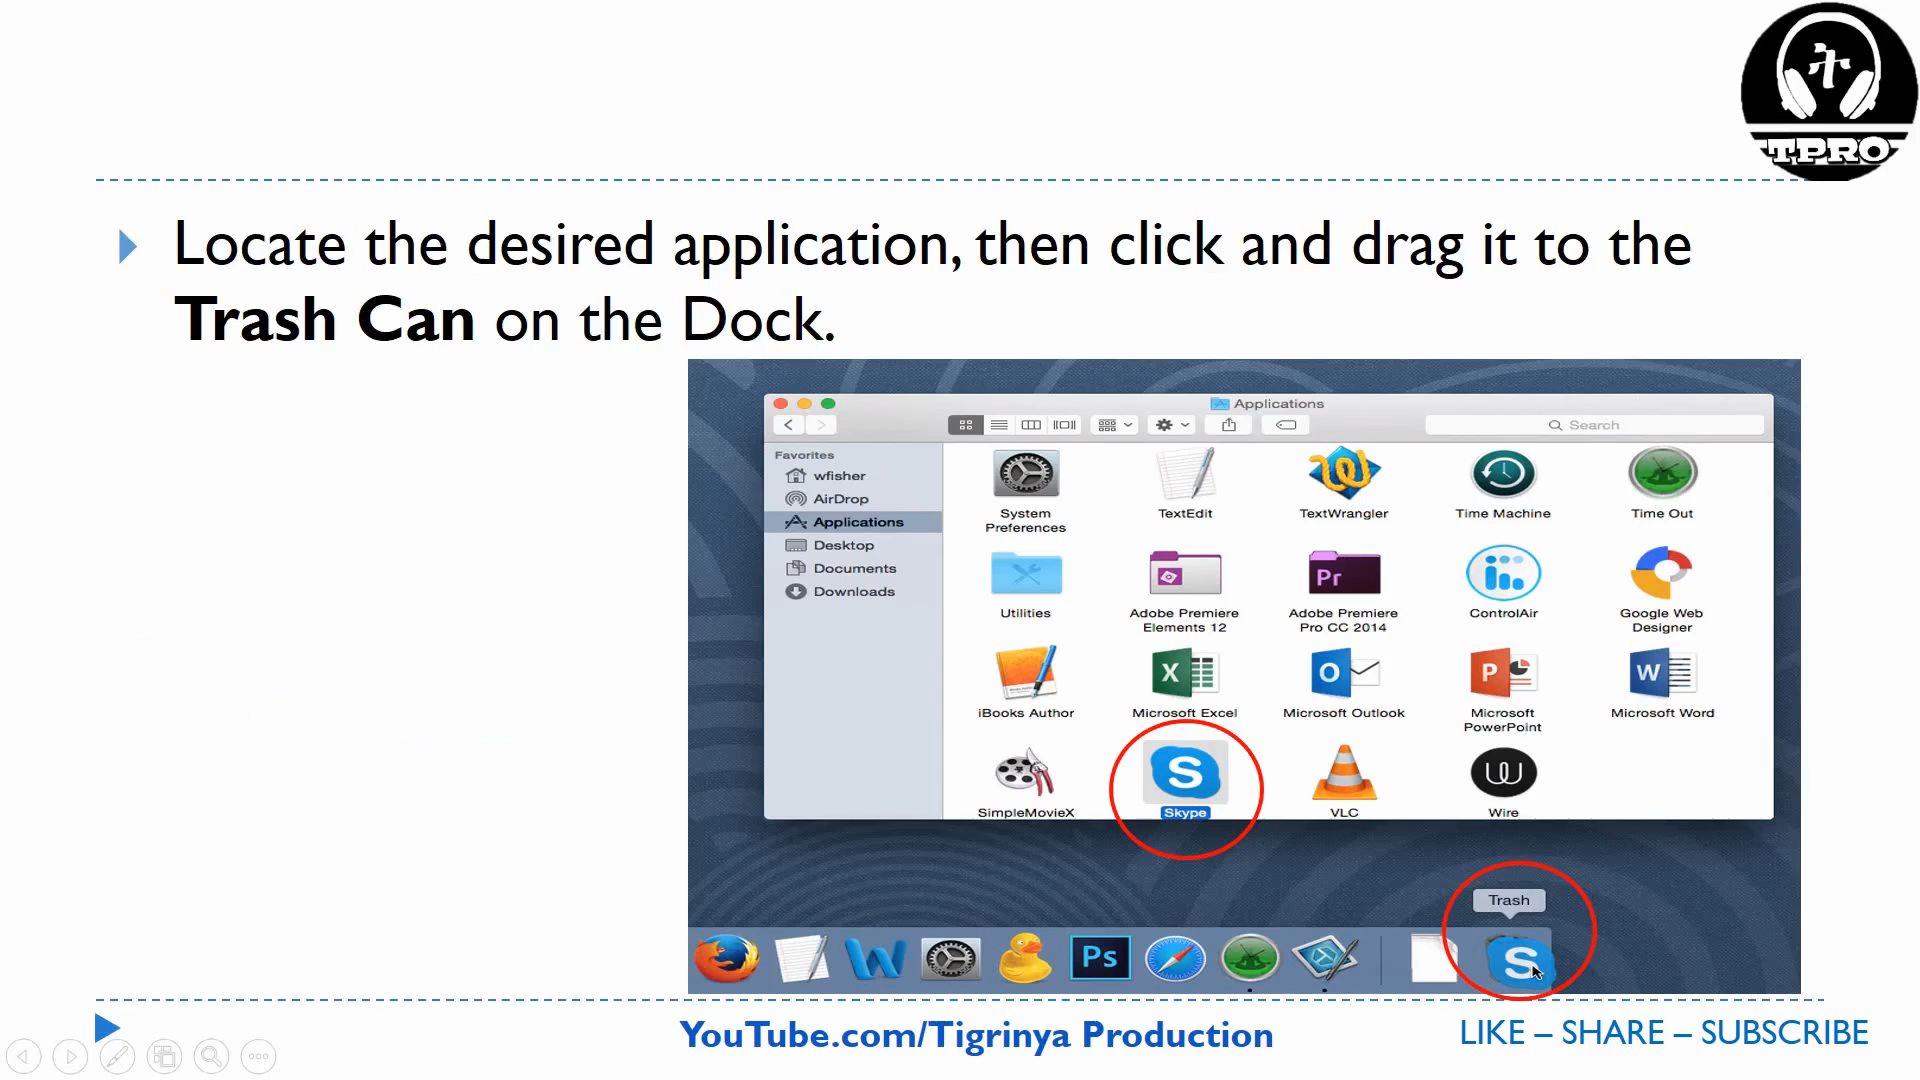 ት
TPRO
Locate the desired application, then click and drag it to the
Trash Can on the Dock.
Applications
Search
Favorites
wfisher
AirDrop
Applications
Desktop
Documents
Downloads
System
Preferences
TextEdit
TextWrangler
Time Machine
Time Out
Utilities
Adobe Premiere
Elements 12
Pr
Adobe Premiere
Pro CC 2014
ControlAir
Google Web
Designer
iBooks Author
X
Microsoft Excel
O
Microsoft Outlook
P
Microsoft
PowerPoint
W
Microsoft Word
SimpleMovieX
S
Skype
VLC
Wire
Trash
Ps
S
YouTube.com/Tigrinya Production
LIKE – SHARE – SUBSCRIBE